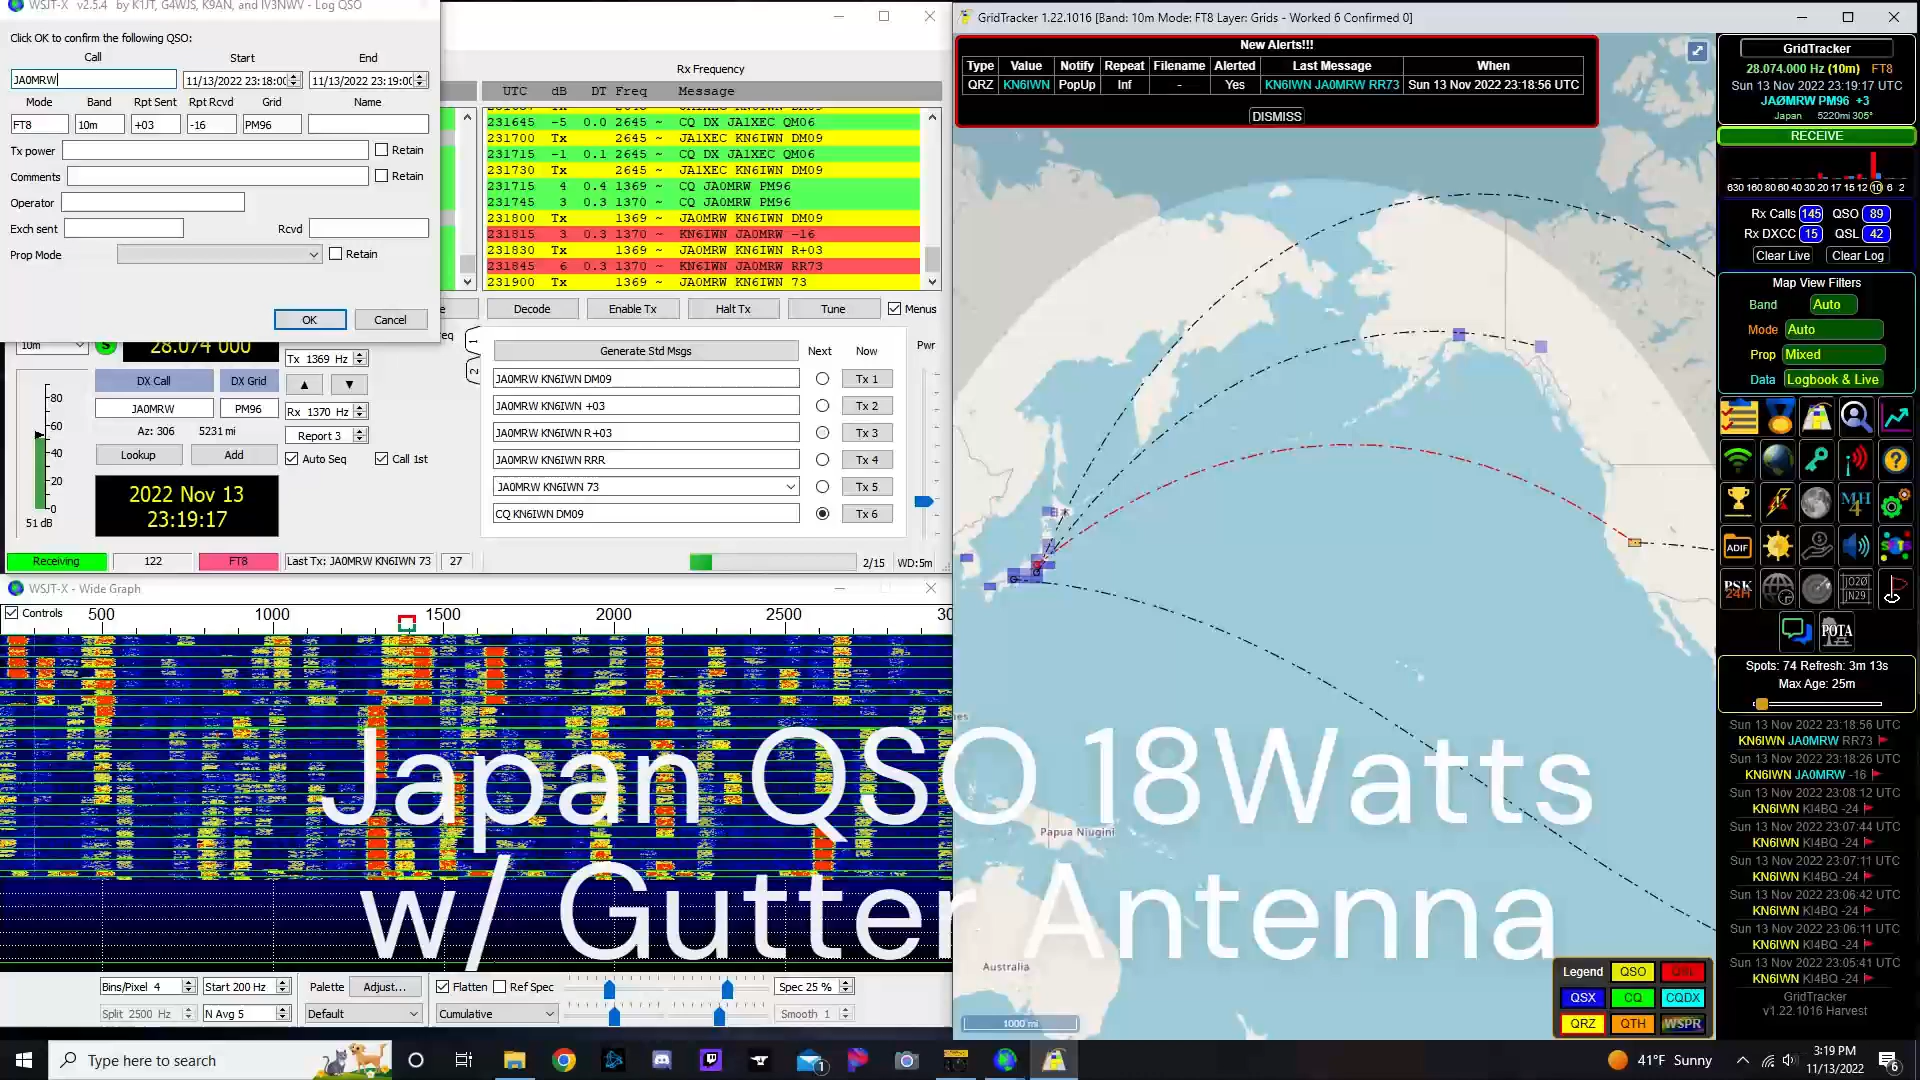 WSJT-X v2.5.4 by K1JT, G4WJS, K9AN, and IV3NWV - Log QSO
Click OK to confirm the following QSO:
Call Start End
JA0MRW 11/13/2022 23:18:00 11/13/2022 23:19:00
Mode Band Rpt Sent Rpt Rcvd Grid Name
FT8 10m +03 -16 PM96
Tx power Retain
Comments Retain
Operator
Exch sent Rcvd
Prop Mode Retain
OK Cancel
Rx Frequency
UTC dB DT Freq Message
231645 -5 0.0 2645 ~ CQ DX JA1XEC QM06
231700 Tx 2645 ~ JA1XEC KN6IWN DM09
231715 -1 0.1 2645 ~ CQ DX JA1XEC QM06
231730 Tx 2645 ~ JA1XEC KN6IWN DM09
231715 4 0.4 1369 ~ CQ JA0MRW PM96
231745 3 0.3 1370 ~ CQ JA0MRW PM96
231800 Tx 1369 ~ JA0MRW KN6IWN DM09
231815 3 0.3 1370 ~ KN6IWN JA0MRW -16
231830 Tx 1369 ~ JA0MRW KN6IWN R+03
231845 6 0.3 1370 ~ KN6IWN JA0MRW RR73
231900 Tx 1369 ~ JA0MRW KN6IWN 73
Decode Enable Tx Halt Tx Tune Menus
10m S 28.074 000 Tx 1369 Hz
DX Call DX Grid
JA0MRW PM96 Rx 1370 Hz
Az: 306 5231 mi Report 3
Lookup Add Auto Seq Call 1st
2022 Nov 13
23:19:17
80
60
40
20
0
51 dB
1
2
Generate Std Msgs Next Now Pwr
JA0MRW KN6IWN DM09 Tx 1
JA0MRW KN6IWN +03 Tx 2
JA0MRW KN6IWN R+03 Tx 3
JA0MRW KN6IWN RRR Tx 4
JA0MRW KN6IWN 73 Tx 5
CQ KN6IWN DM09 Tx 6
Receiving 122 FT8 Last Tx: JA0MRW KN6IWN 73 27 2/15 WD:5m
WSJT-X - Wide Graph
Controls 500 1000 1500 2000 2500
Bins/Pixel 4 Start 200 Hz Palette Adjust... Flatten Ref Spec Spec 25 %
Split 2500 Hz N Avg 5 Default Cumulative Smooth 1
GridTracker 1.22.1016 [Band: 10m Mode: FT8 Layer: Grids - Worked 6 Confirmed 0]
New Alerts!!!
Type Value Notify Repeat Filename Alerted Last Message When
QRZ KN6IWN PopUp Inf - Yes KN6IWN JA0MRW RR73 Sun 13 Nov 2022 23:18:56 UTC
DISMISS
日本
Papua Niugini
Australia
1000 mi
Japan QSO 18Watts
w/ Gutter Antenna
Legend QSO QSL
QSX CQ CQDX
QRZ QTH WSPR
GridTracker
28.074.000 Hz (10m) FT8
Sun 13 Nov 2022 23:19:17 UTC
JAØMRW PM96 +3
Japan 5220mi 305°
RECEIVE
630 160 80 60 40 30 20 17 15 12 10 6 2
Rx Calls 145 QSO 89
Rx DXCC 15 QSL 42
Clear Live Clear Log
Map View Filters
Band Auto
Mode Auto
Prop Mixed
Data Logbook & Live
MH4
ADIF
PSK 24H
JO20 JN29
POTA
Spots: 74 Refresh: 3m 13s
Max Age: 25m
Sun 13 Nov 2022 23:18:56 UTC
KN6IWN JA0MRW RR73
Sun 13 Nov 2022 23:18:26 UTC
KN6IWN JA0MRW -16
Sun 13 Nov 2022 23:08:12 UTC
KN6IWN KI4BQ -24
Sun 13 Nov 2022 23:07:44 UTC
KN6IWN KI4BQ -24
Sun 13 Nov 2022 23:07:11 UTC
KN6IWN KI4BQ -24
Sun 13 Nov 2022 23:06:42 UTC
KN6IWN KI4BQ -24
Sun 13 Nov 2022 23:06:11 UTC
KN6IWN KI4BQ -24
Sun 13 Nov 2022 23:05:41 UTC
KN6IWN KI4BQ -24
GridTracker
v1.22.1016 Harvest
Type here to search
1
41°F Sunny
3:19 PM
11/13/2022
6